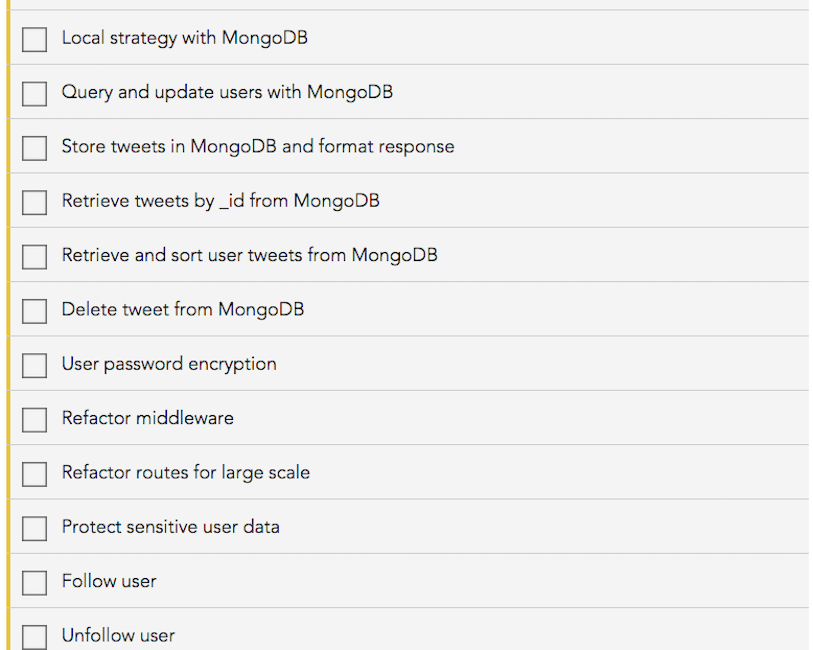 Local strategy with MongoDB
Query and update users with MongoDB
Store tweets in MongoDB and format response
Retrieve tweets by _id from MongoDB
Retrieve and sort user tweets from MongoDB
Delete tweet from MongoDB
User password encryption
Refactor middleware
Refactor routes for large scale
Protect sensitive user data
Follow user
Unfollow user